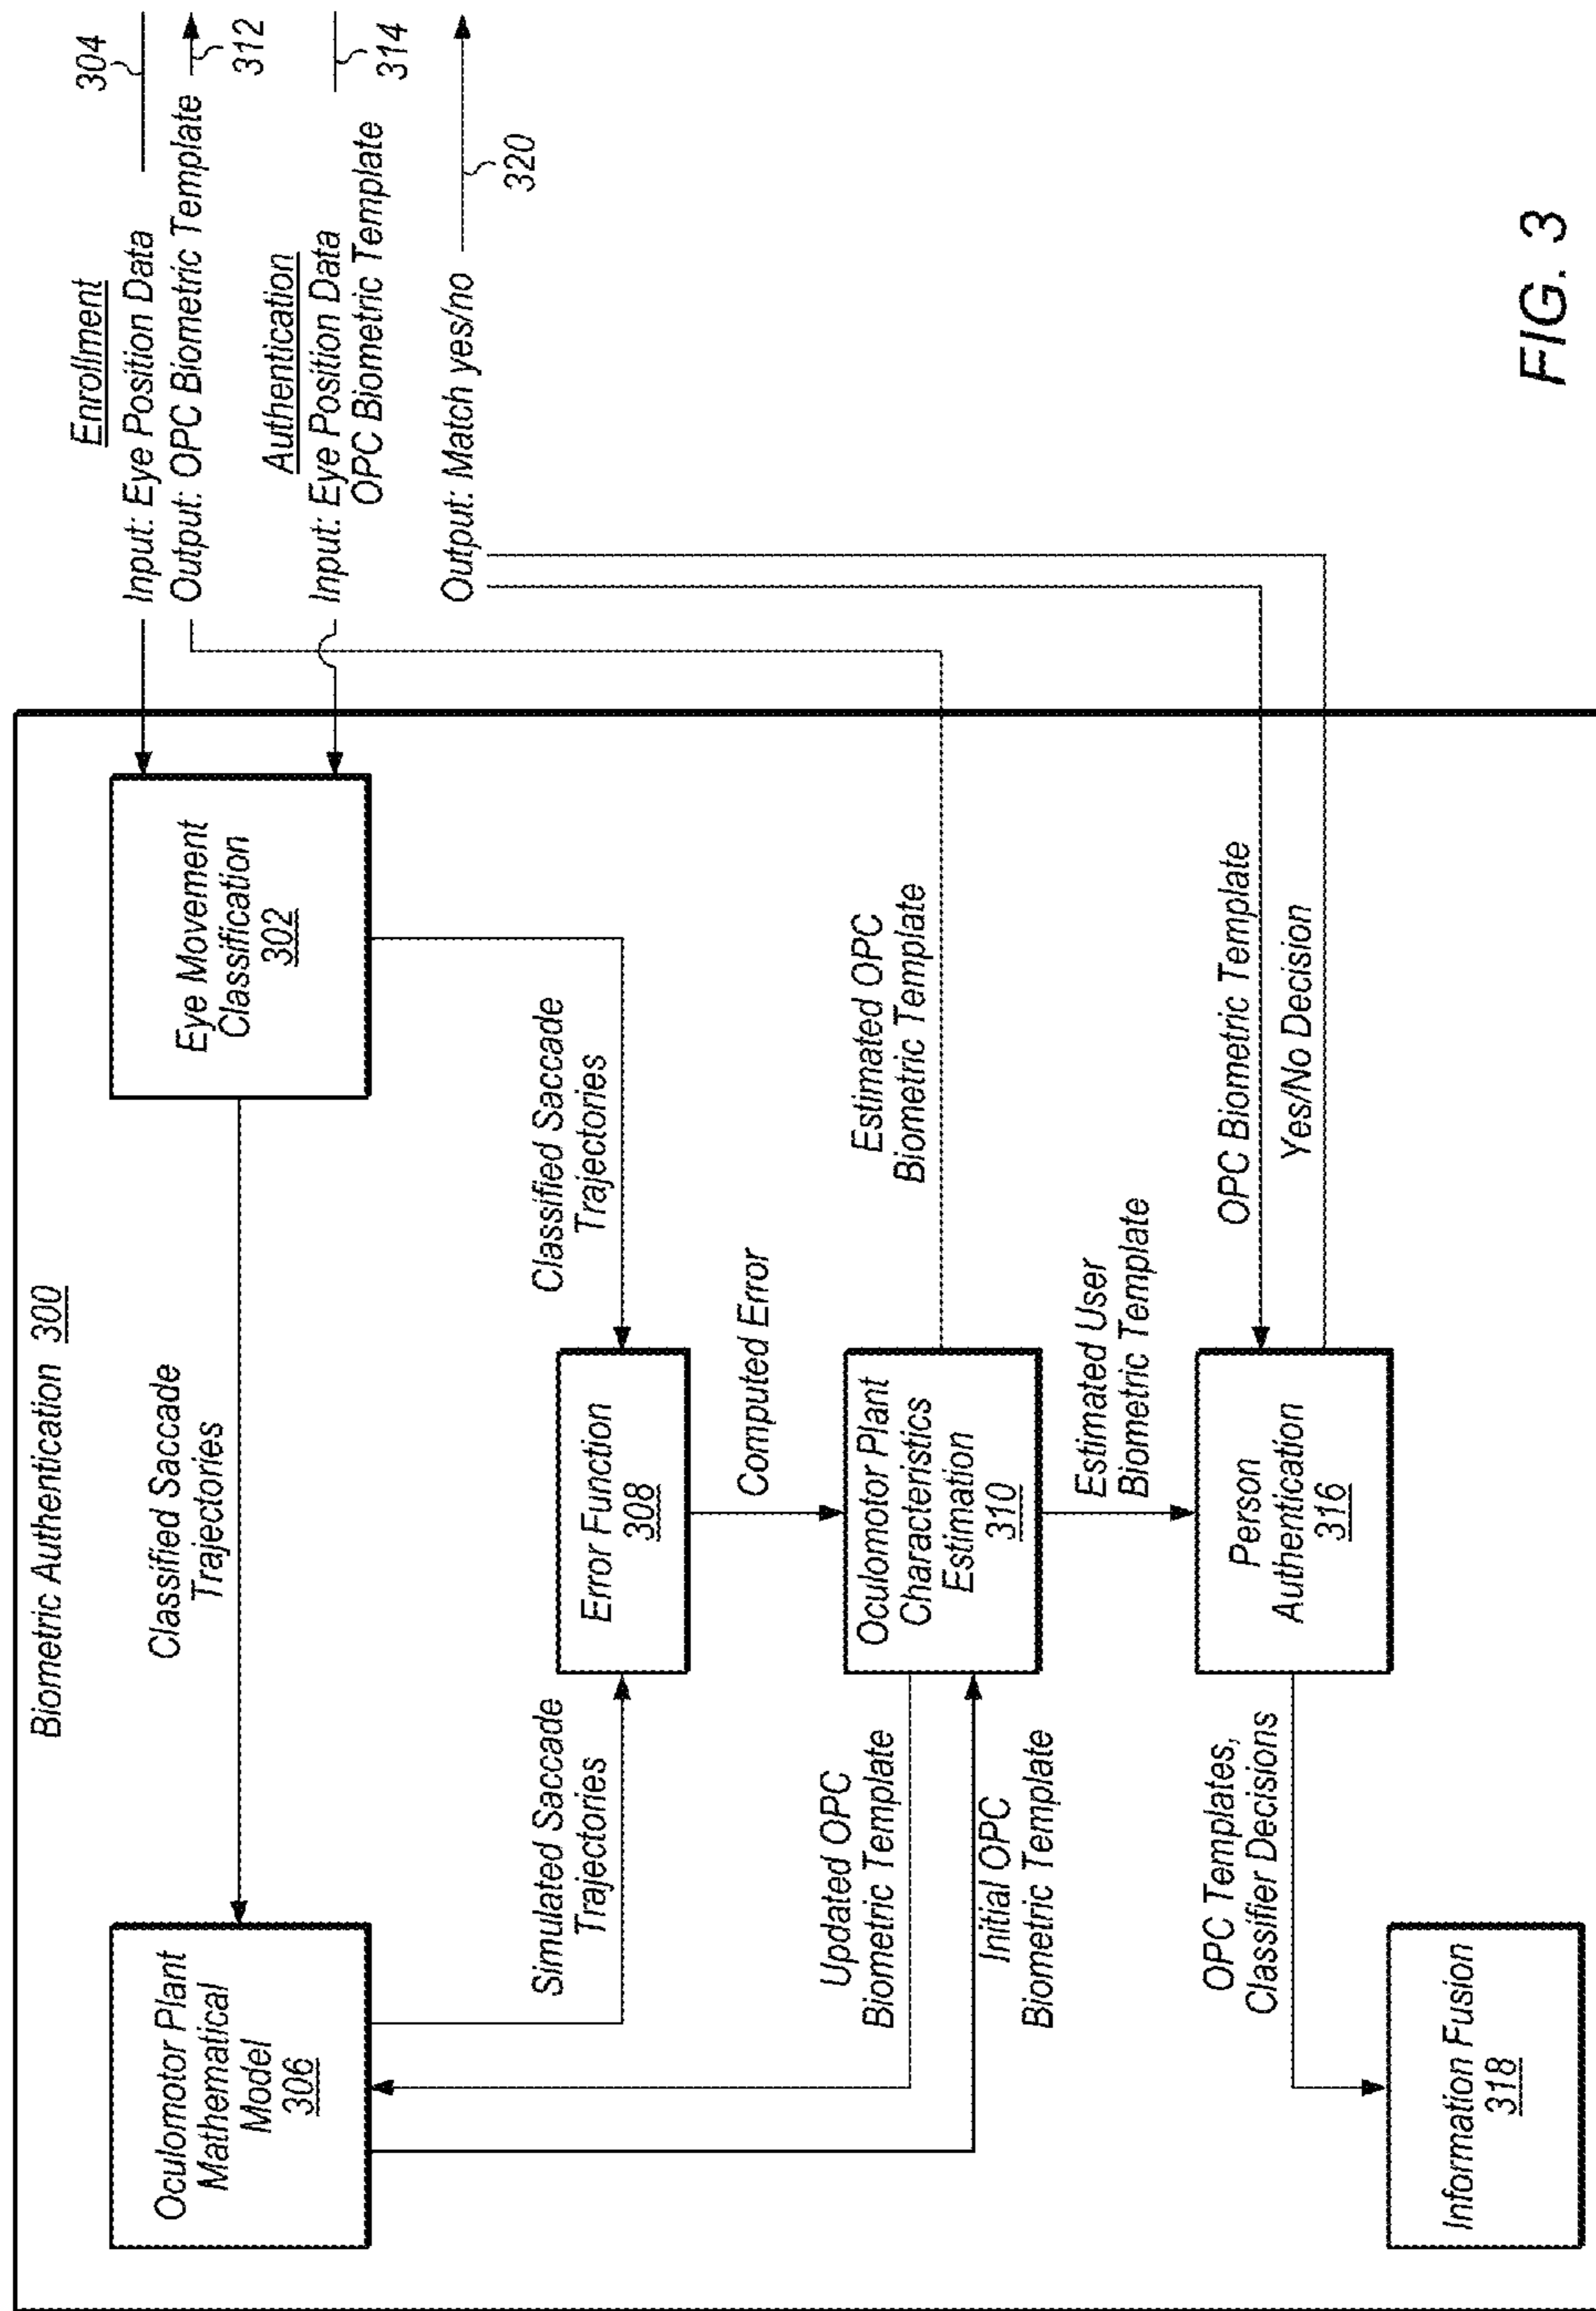 Biometric Authentication 300
Oculomotor Plant
Mathematical
Model
306
Classified Saccade
Trajectories
Eye Movement
Classification
302
Enrollment
Input: Eye Position Data
304
Output: OPC Biometric Template
312
Authentication
Input: Eye Position Data
OPC Biometric Template
314
Output: Match yes/no
320
Simulated Saccade
Trajectories
Error Function
308
Classified Saccade
Trajectories
Computed Error
Updated OPC
Biometric Template
Initial OPC
Biometric Template
Oculomotor Plant
Characteristics
Estimation
310
Estimated OPC
Biometric Template
Estimated User
Biometric Template
OPC Templates,
Classifier Decisions
Person
Authentication
316
OPC Biometric Template
Yes/No Decision
Information Fusion
318
FIG. 3